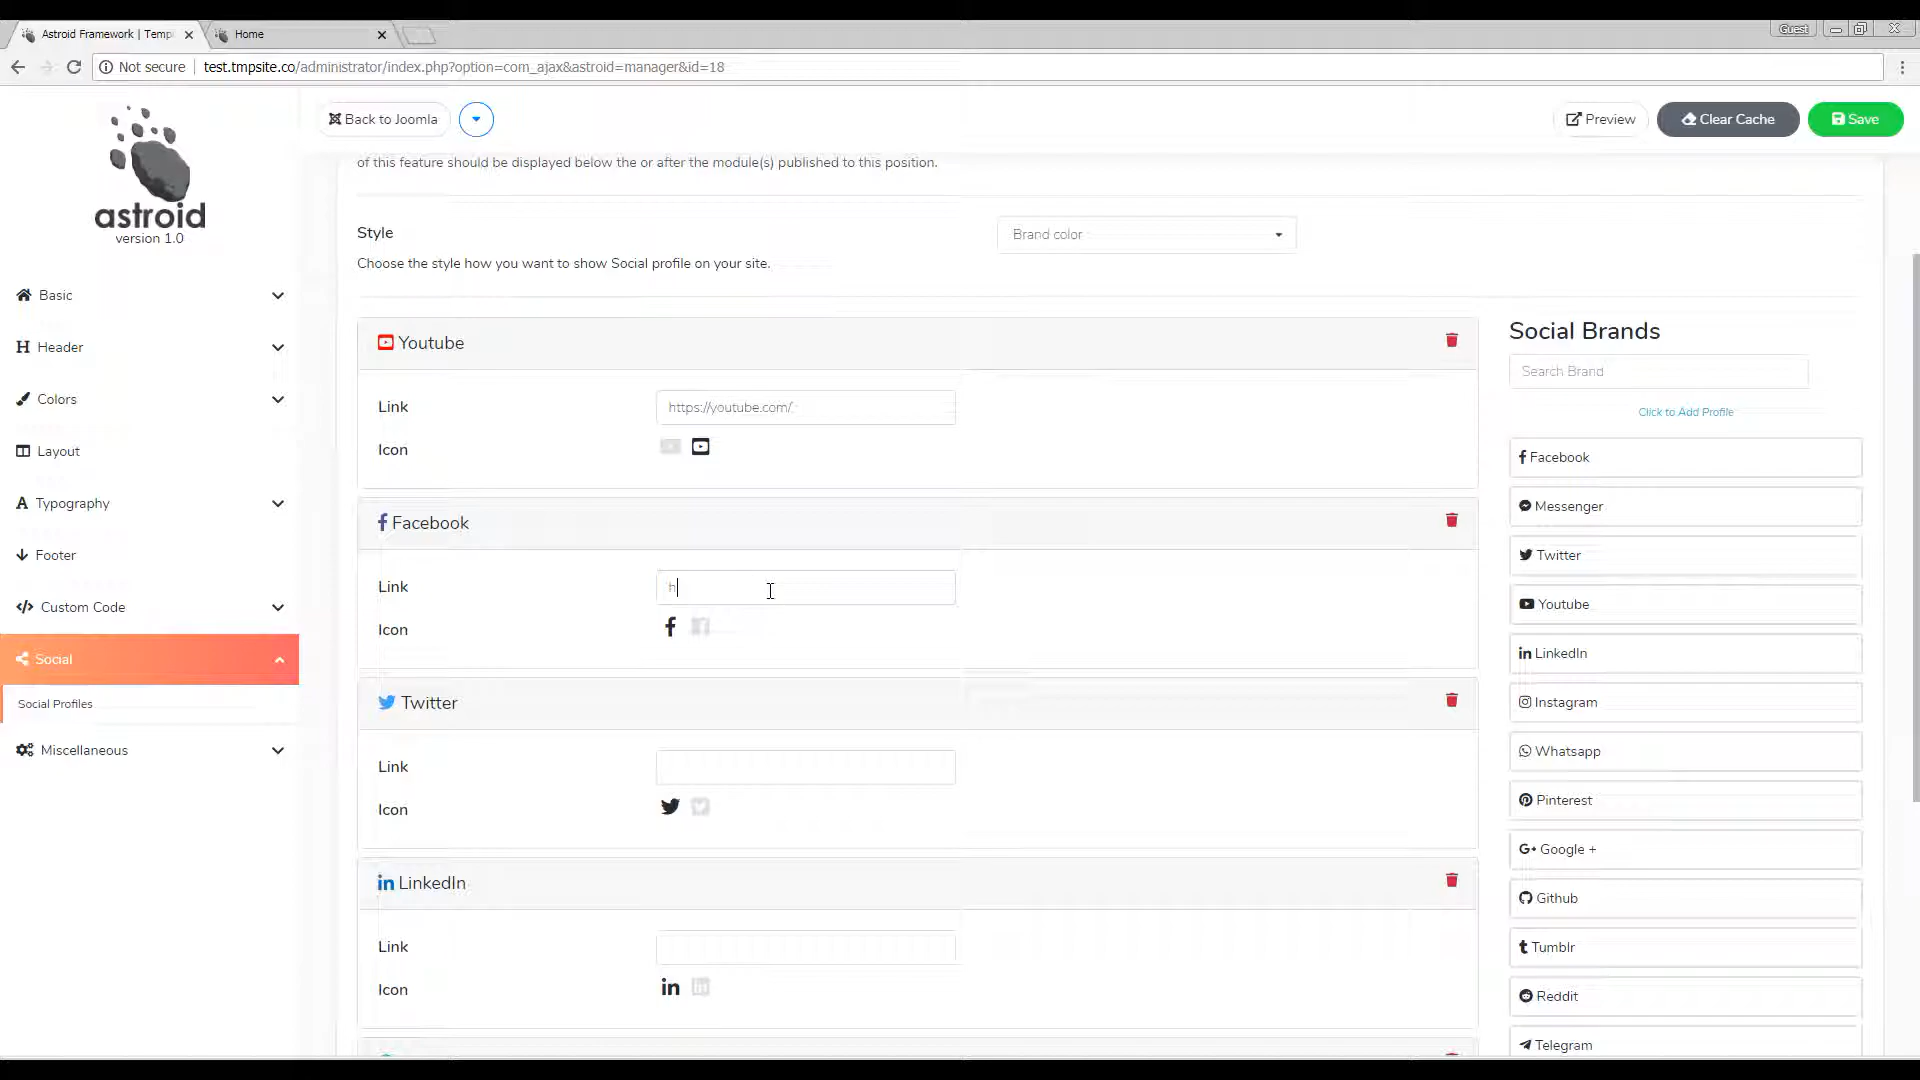 Astroid Framework | Temp
Home
Guest
Not secure
test.tmpsite.co/administrator/index.php?option=com_ajax&astroid=manager&id=18
astroid
version 1.0
Back to Joomla
Preview
Clear Cache
Save
Basic
Header
Colors
Layout
Typography
Footer
Custom Code
Social
Social Profiles
Miscellaneous
of this feature should be displayed below the or after the module(s) published to this position.
Style
Brand color
Choose the style how you want to show Social profile on your site.
Youtube
Link
https://youtube.com/
Icon
Facebook
Link
h
Icon
Twitter
Link
Icon
LinkedIn
Link
Icon
Social Brands
Search Brand
Click to Add Profile
Facebook
Messenger
Twitter
Youtube
LinkedIn
Instagram
Whatsapp
Pinterest
Google +
Github
Tumblr
Reddit
Telegram